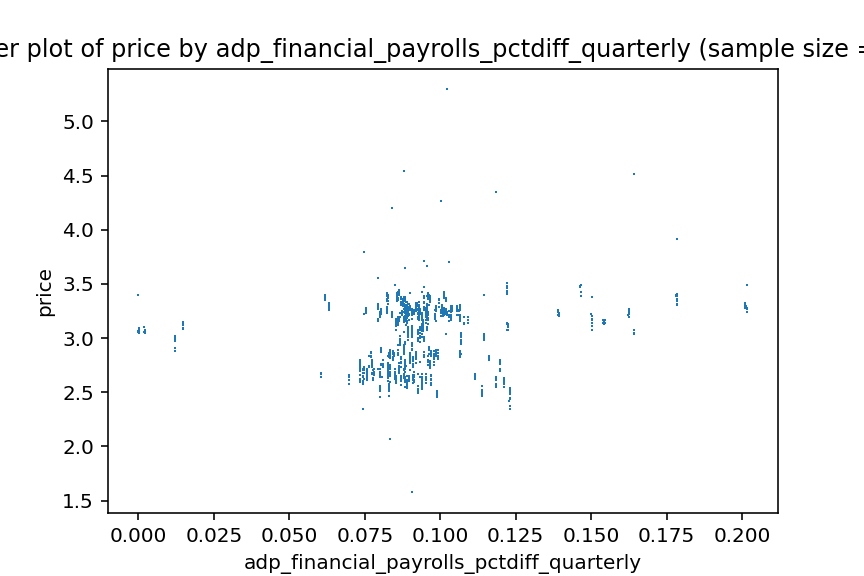 er plot of price by adp_financial_payrolls_pctdiff_quarterly (sample size =
5.0
4.5
4.0
3.5
3.0
2.5
2.0
1.5
price
0.000 0.025 0.050 0.075 0.100 0.125 0.150 0.175 0.200
adp_financial_payrolls_pctdiff_quarterly